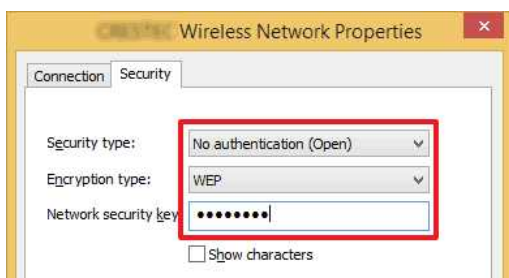 Wireless Network Properties
Connection Security
Security type: No authentication (Open)
Encryption type: WEP
Network security key ●●●●●●●●
Show characters